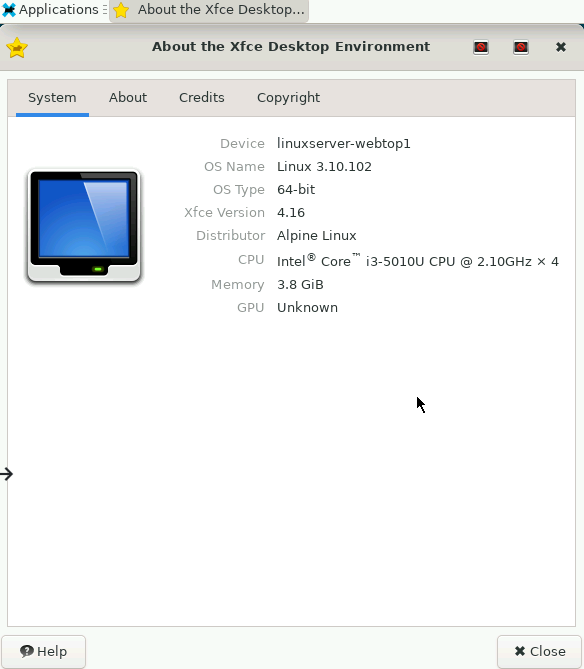 Applications
About the Xfce Desktop...
About the Xfce Desktop Environment
System About Credits Copyright
Device linuxserver-webtop1
OS Name Linux 3.10.102
OS Type 64-bit
Xfce Version 4.16
Distributor Alpine Linux
CPU Intel® Core™ i3-5010U CPU @ 2.10GHz × 4
Memory 3.8 GiB
GPU Unknown
Help Close